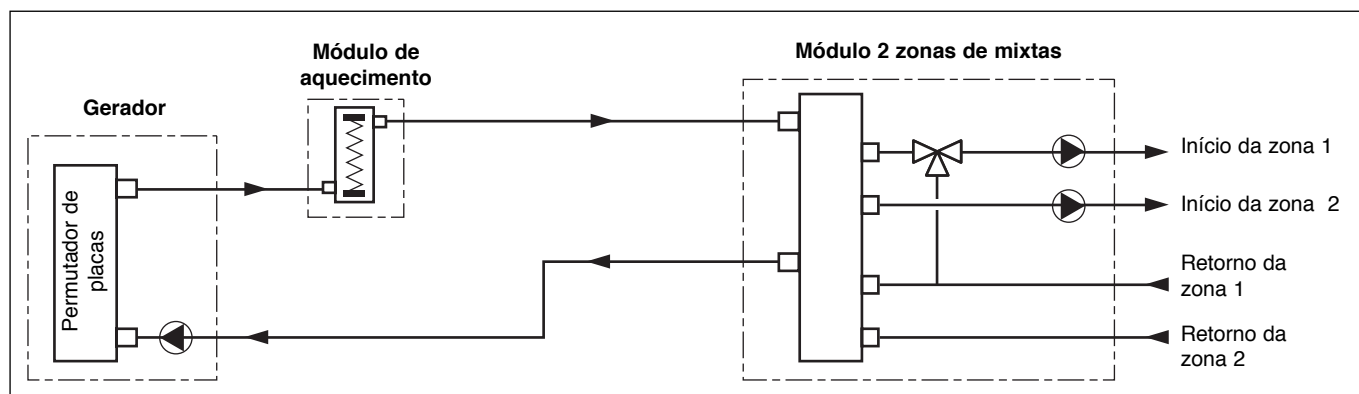 Módulo de
aquecimento
Módulo 2 zonas de mixtas
Gerador
Permutador de
placas
Início da zona 1
Início da zona  2
Retorno da
zona 1
Retorno da
zona 2